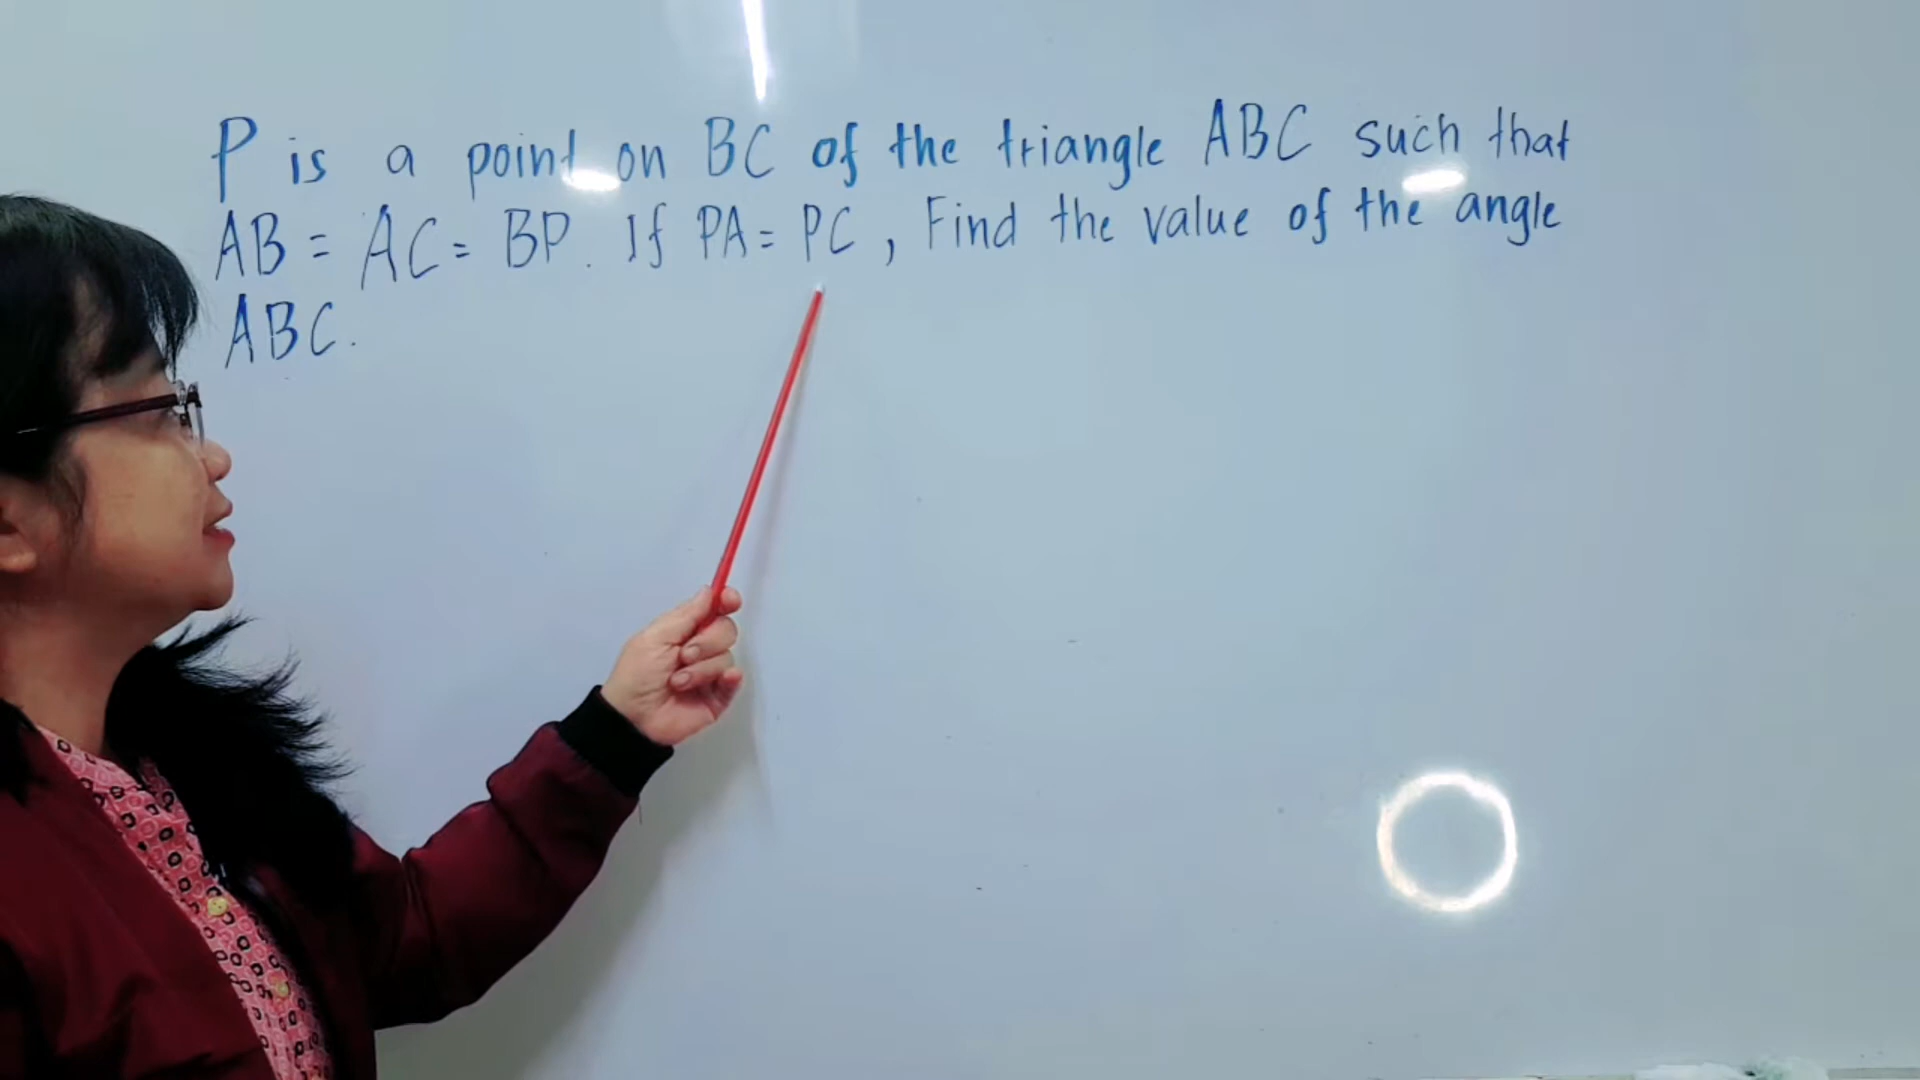 P is a point on BC of the triangle ABC such that
AB = AC = BP. If PA = PC, Find the value of the angle
ABC.